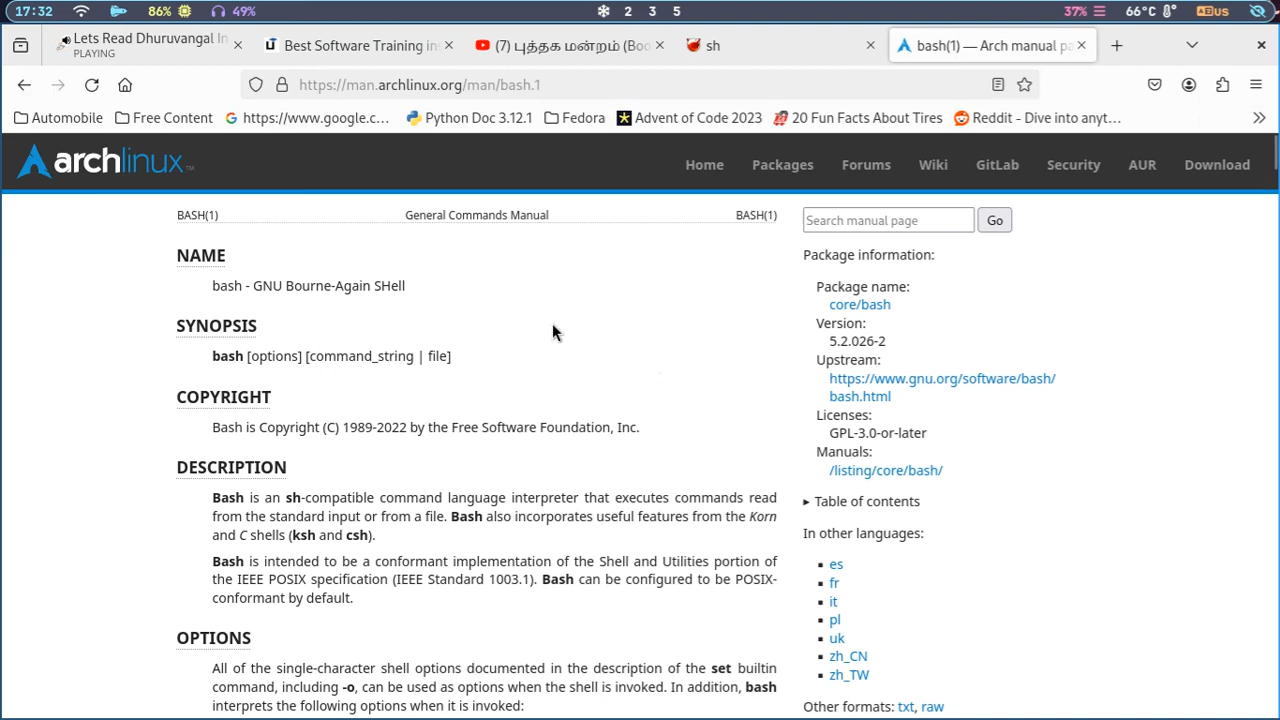 17:32 86% 49% 2 3 5 37% 66°C us
Lets Read Dhuruvangal In
PLAYING
Best Software Training in
(7) புத்தக மன்றம் (Boo
sh
bash(1) — Arch manual pa
https://man.archlinux.org/man/bash.1
Automobile Free Content https://www.google.c… Python Doc 3.12.1 Fedora Advent of Code 2023 20 Fun Facts About Tires Reddit - Dive into anyt…
archlinux™ Home Packages Forums Wiki GitLab Security AUR Download
BASH(1) General Commands Manual BASH(1)
NAME
bash - GNU Bourne-Again SHell
SYNOPSIS
bash [options] [command_string | file]
COPYRIGHT
Bash is Copyright (C) 1989-2022 by the Free Software Foundation, Inc.
DESCRIPTION
Bash is an sh-compatible command language interpreter that executes commands read
from the standard input or from a file. Bash also incorporates useful features from the Korn
and C shells (ksh and csh).
Bash is intended to be a conformant implementation of the Shell and Utilities portion of
the IEEE POSIX specification (IEEE Standard 1003.1). Bash can be configured to be POSIX-
conformant by default.
OPTIONS
All of the single-character shell options documented in the description of the set builtin
command, including -o, can be used as options when the shell is invoked. In addition, bash
interprets the following options when it is invoked:
Search manual page Go
Package information:
Package name:
core/bash
Version:
5.2.026-2
Upstream:
https://www.gnu.org/software/bash/
bash.html
Licenses:
GPL-3.0-or-later
Manuals:
/listing/core/bash/
▸ Table of contents
In other languages:
▪ es
▪ fr
▪ it
▪ pl
▪ uk
▪ zh_CN
▪ zh_TW
Other formats: txt, raw